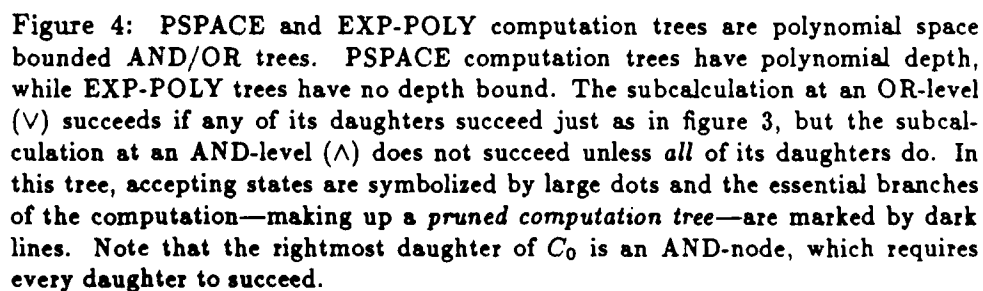 Figure 4: PSPACE and EXP-POLY computation trees are polynomial space
bounded AND/OR trees. PSPACE computation trees have polynomial depth,
while EXP-POLY trees have no depth bound. The subcalculation at an OR-level
(∨) succeeds if any of its daughters succeed just as in figure 3, but the subcal-
culation at an AND-level (∧) does not succeed unless all of its daughters do. In
this tree, accepting states are symbolized by large dots and the essential branches
of the computation—making up a pruned computation tree—are marked by dark
lines. Note that the rightmost daughter of C₀ is an AND-node, which requires
every daughter to succeed.